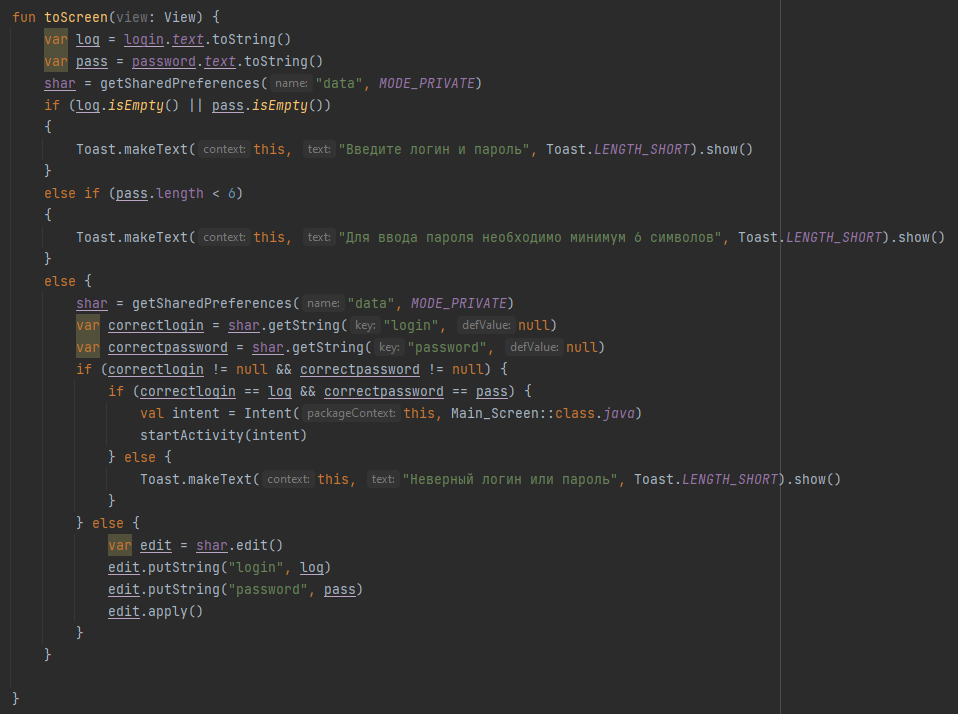 fun toScreen(view: View) {
    var log = login.text.toString()
    var pass = password.text.toString()
    shar = getSharedPreferences( name: "data", MODE_PRIVATE)
    if (log.isEmpty() || pass.isEmpty())
    {
        Toast.makeText( context: this, text: "Введите логин и пароль", Toast.LENGTH_SHORT).show()
    }
    else if (pass.length < 6)
    {
        Toast.makeText( context: this, text: "Для ввода пароля необходимо минимум 6 символов", Toast.LENGTH_SHORT).show()
    }
    else {
        shar = getSharedPreferences( name: "data", MODE_PRIVATE)
        var correctlogin = shar.getString( key: "login", defValue: null)
        var correctpassword = shar.getString( key: "password", defValue: null)
        if (correctlogin != null && correctpassword != null) {
            if (correctlogin == log && correctpassword == pass) {
                val intent = Intent( packageContext: this, Main_Screen::class.java)
                startActivity(intent)
            } else {
                Toast.makeText( context: this, text: "Неверный логин или пароль", Toast.LENGTH_SHORT).show()
            }
        } else {
            var edit = shar.edit()
            edit.putString("login", log)
            edit.putString("password", pass)
            edit.apply()
        }
    }

}